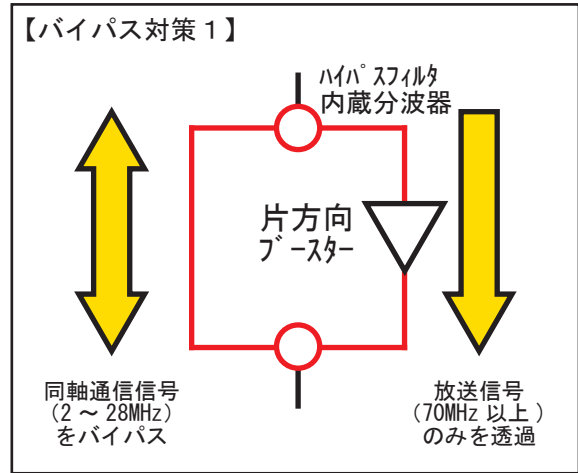 【バイパス対策１】
ﾊｲﾊﾟｽﾌｨﾙﾀ
内蔵分波器
片方向
ﾌﾞｰｽﾀｰ
同軸通信信号
（2 ～ 28MHz）
をバイパス
放送信号
（70MHz 以上 ）
のみを透過